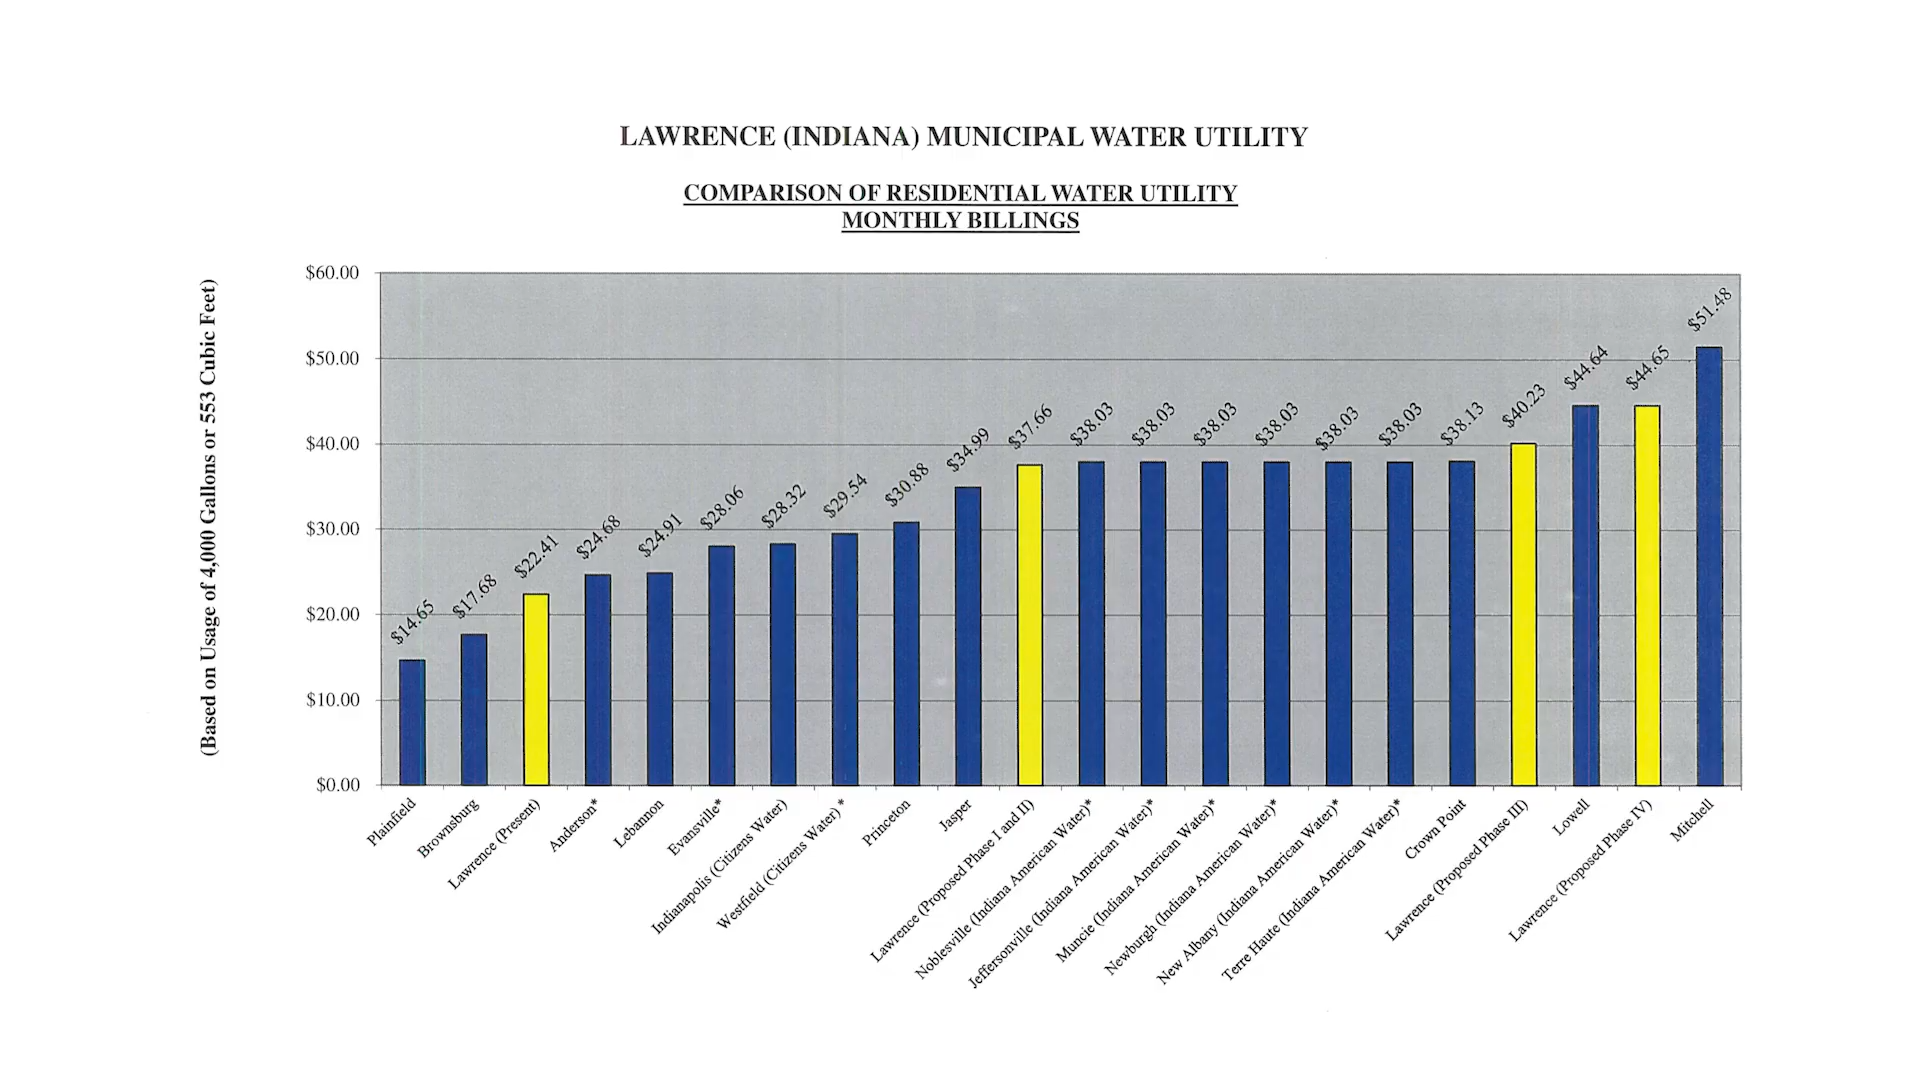 LAWRENCE (INDIANA) MUNICIPAL WATER UTILITY
COMPARISON OF RESIDENTIAL WATER UTILITY
MONTHLY BILLINGS
(Based on Usage of 4,000 Gallons or 553 Cubic Feet)
$60.00
$50.00
$40.00
$30.00
$20.00
$10.00
$0.00
$14.65
$17.68
$22.41
$24.68
$24.91
$28.06
$28.32
$29.54
$30.88
$34.99
$37.66
$38.03
$38.03
$38.03
$38.03
$38.03
$38.03
$38.13
$40.23
$44.64
$44.65
$51.48
Plainfield
Brownsburg
Lawrence (Present)
Anderson*
Lebannon
Evansville*
Indianapolis (Citizens Water)
Westfield (Citizens Water) *
Princeton
Jasper
Lawrence (Proposed Phase I and II)
Noblesville (Indiana American Water)*
Jeffersonville (Indiana American Water)*
Muncie (Indiana American Water)*
Newburgh (Indiana American Water)*
New Albany (Indiana American Water)*
Terre Haute (Indiana American Water)*
Crown Point
Lawrence (Proposed Phase III)
Lowell
Lawrence (Proposed Phase IV)
Mitchell